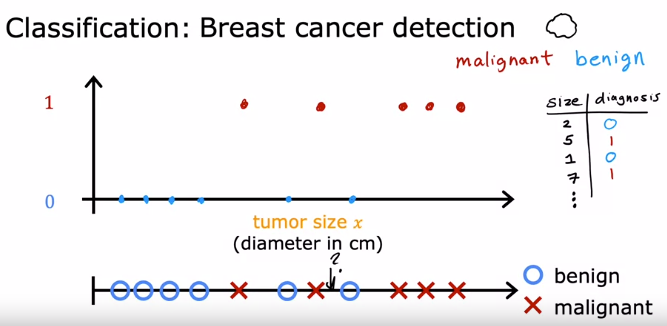 Classification: Breast cancer detection
malignant benign
size diagnosis
2 0
5 1
1 0
7 1
1
0
tumor size x
(diameter in cm)
?
benign
malignant